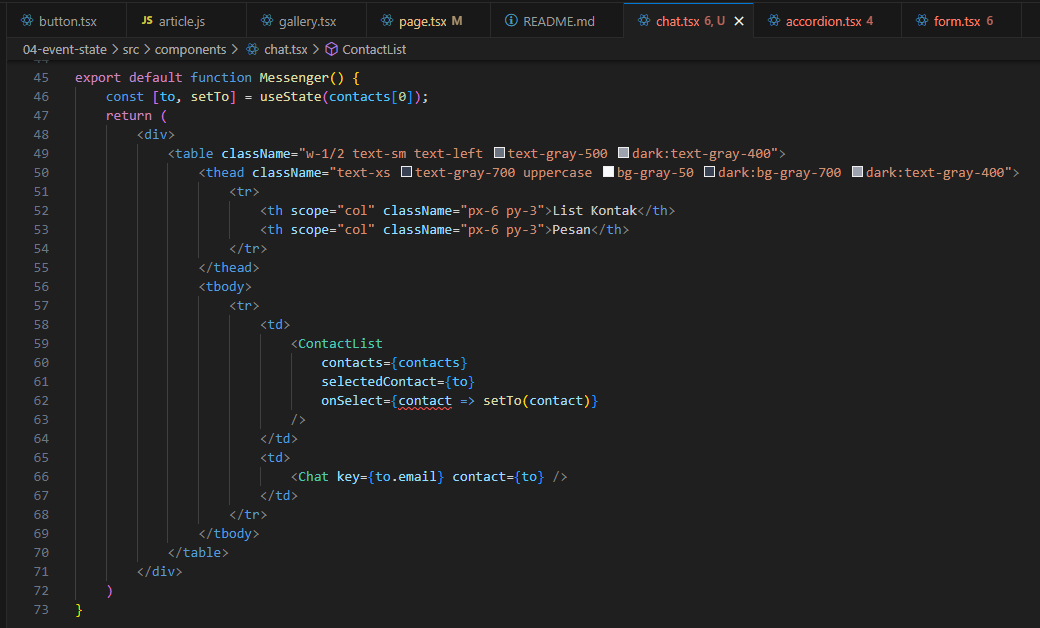 button.tsx JS article.js gallery.tsx page.tsx M README.md chat.tsx 6, U accordion.tsx 4 form.tsx 6
04-event-state > src > components > chat.tsx > ContactList
44
45 export default function Messenger() {
46     const [to, setTo] = useState(contacts[0]);
47     return (
48         <div>
49             <table className="w-1/2 text-sm text-left text-gray-500 dark:text-gray-400">
50                 <thead className="text-xs text-gray-700 uppercase bg-gray-50 dark:bg-gray-700 dark:text-gray-400">
51                     <tr>
52                         <th scope="col" className="px-6 py-3">List Kontak</th>
53                         <th scope="col" className="px-6 py-3">Pesan</th>
54                     </tr>
55                 </thead>
56                 <tbody>
57                     <tr>
58                         <td>
59                             <ContactList
60                                 contacts={contacts}
61                                 selectedContact={to}
62                                 onSelect={contact => setTo(contact)}
63                             />
64                         </td>
65                         <td>
66                             <Chat key={to.email} contact={to} />
67                         </td>
68                     </tr>
69                 </tbody>
70             </table>
71         </div>
72     )
73 }